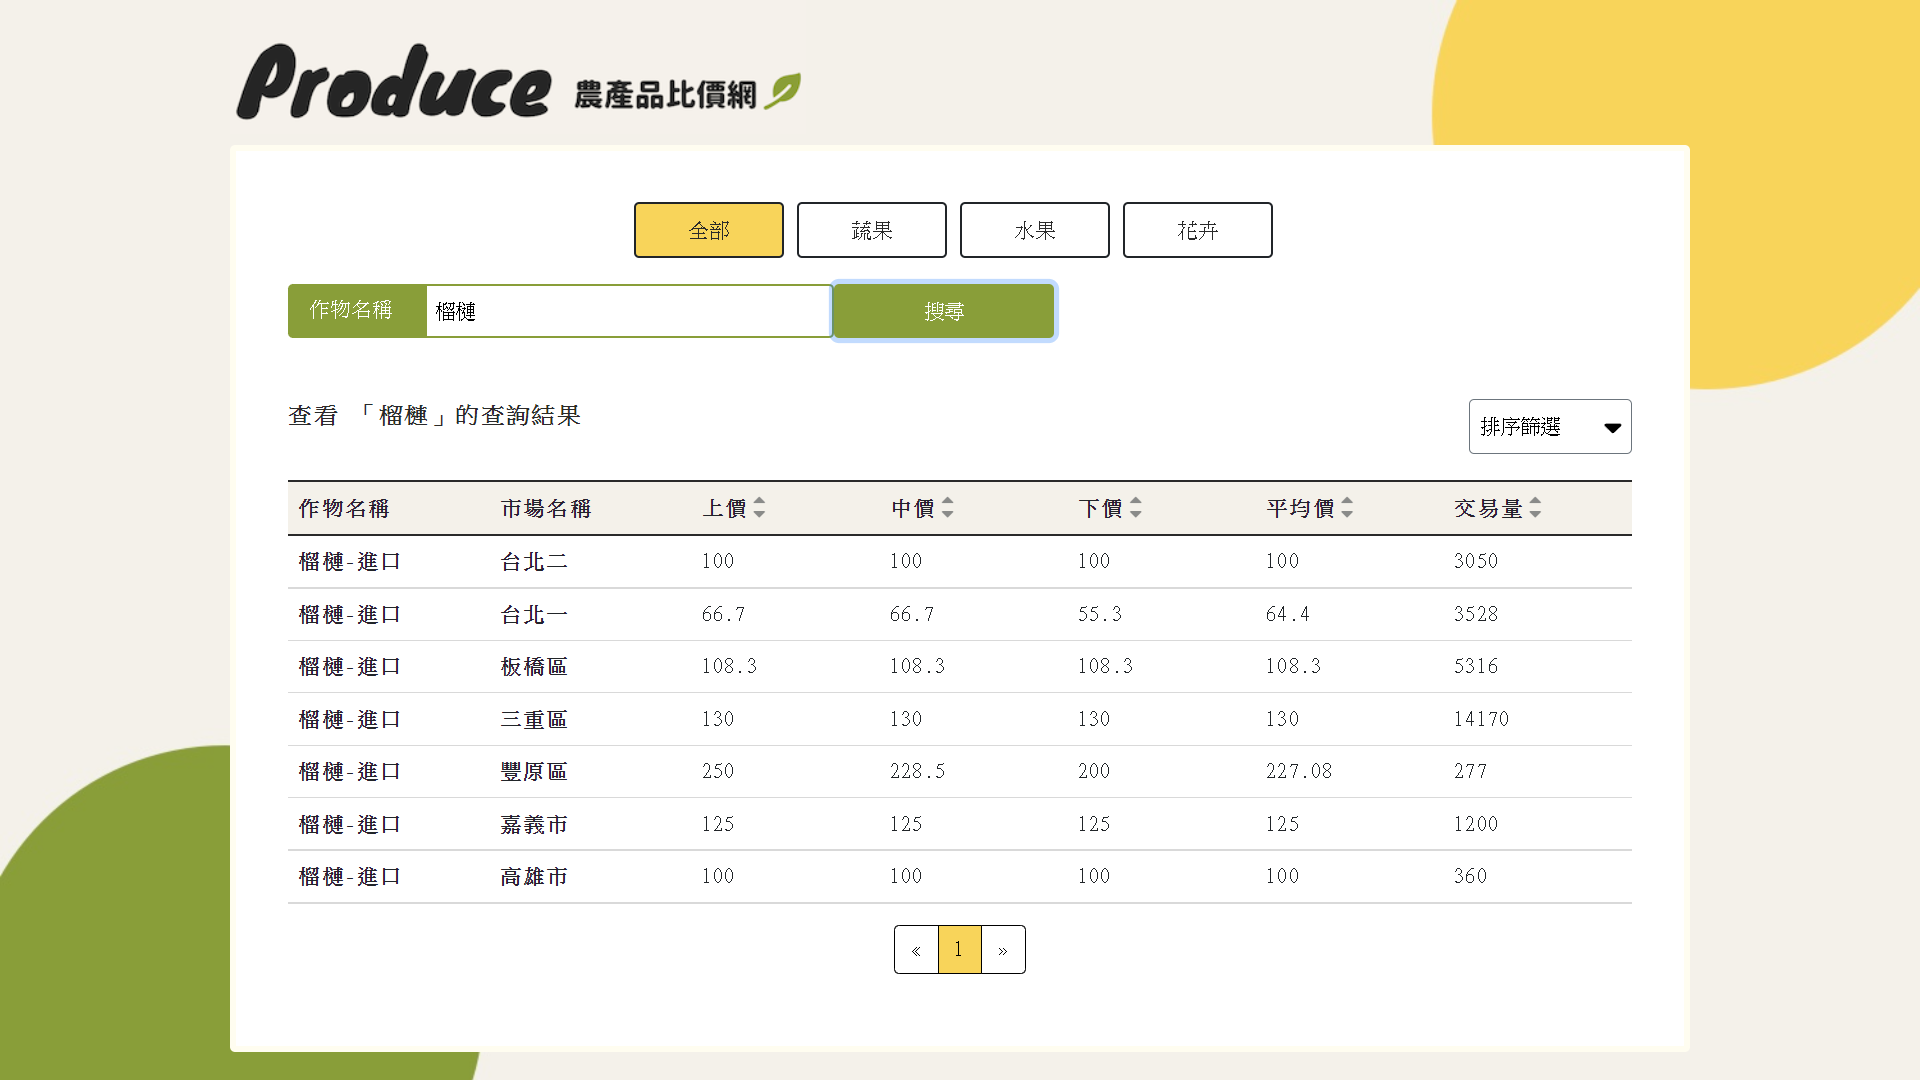 Produce 農產品比價網
全部 蔬果 水果 花卉
作物名稱 榴槤 搜尋
查看 「榴槤」的查詢結果
排序篩選
作物名稱 市場名稱 上價 中價 下價 平均價 交易量
榴槤-進口 台北二 100 100 100 100 3050
榴槤-進口 台北一 66.7 66.7 55.3 64.4 3528
榴槤-進口 板橋區 108.3 108.3 108.3 108.3 5316
榴槤-進口 三重區 130 130 130 130 14170
榴槤-進口 豐原區 250 228.5 200 227.08 277
榴槤-進口 嘉義市 125 125 125 125 1200
榴槤-進口 高雄市 100 100 100 100 360
« 1 »